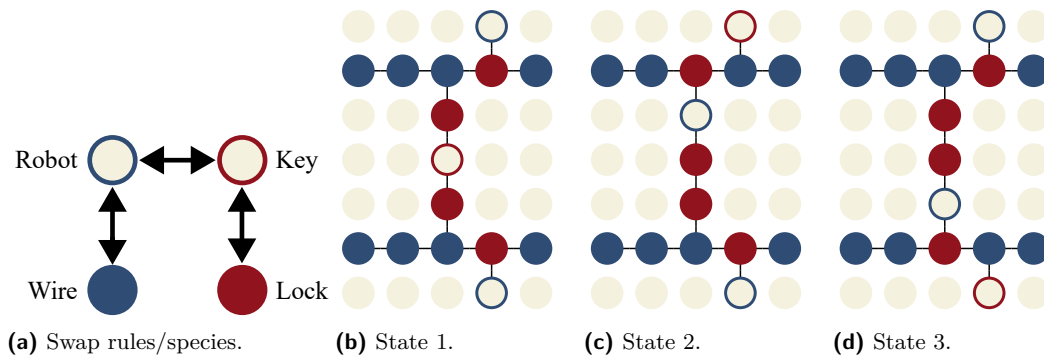 Robot
Key
Wire
Lock
(a) Swap rules/species.
(b) State 1.
(c) State 2.
(d) State 3.